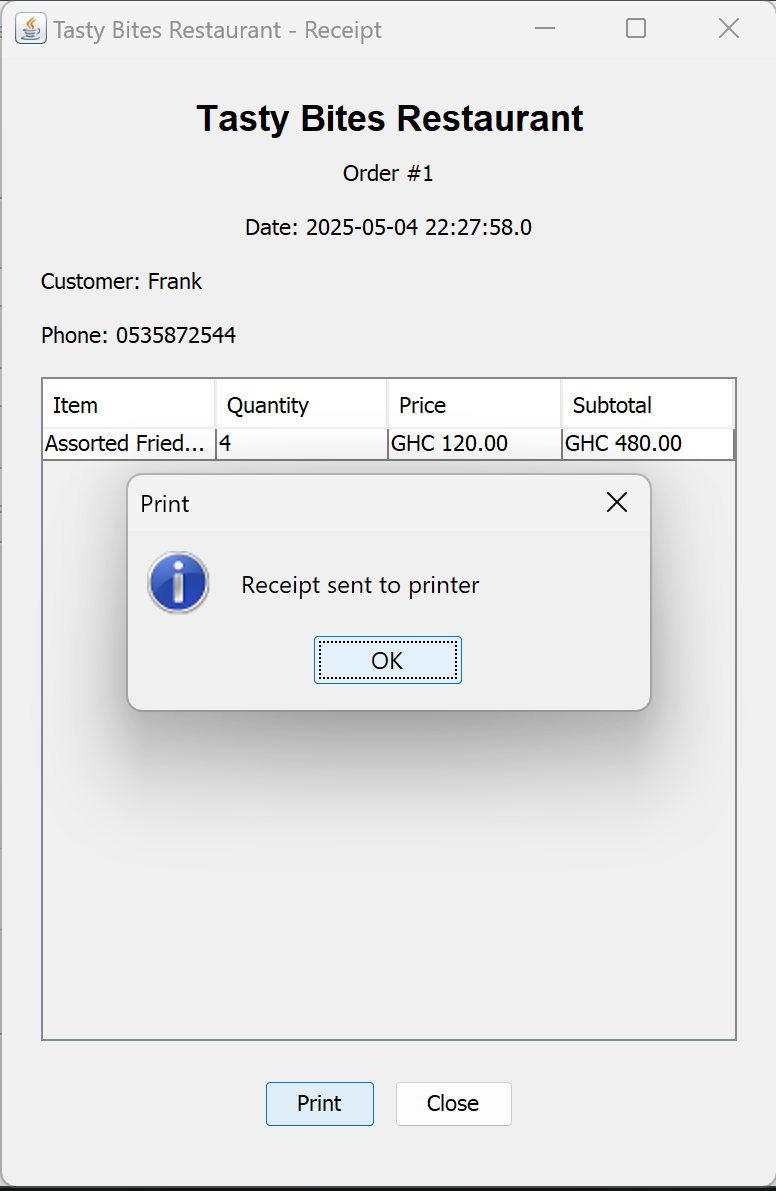 Tasty Bites Restaurant - Receipt
Tasty Bites Restaurant
Order #1
Date: 2025-05-04 22:27:58.0
Customer: Frank
Phone: 0535872544
Item Quantity Price Subtotal
Assorted Fried... 4 GHC 120.00 GHC 480.00
Print
Receipt sent to printer
OK
Print Close